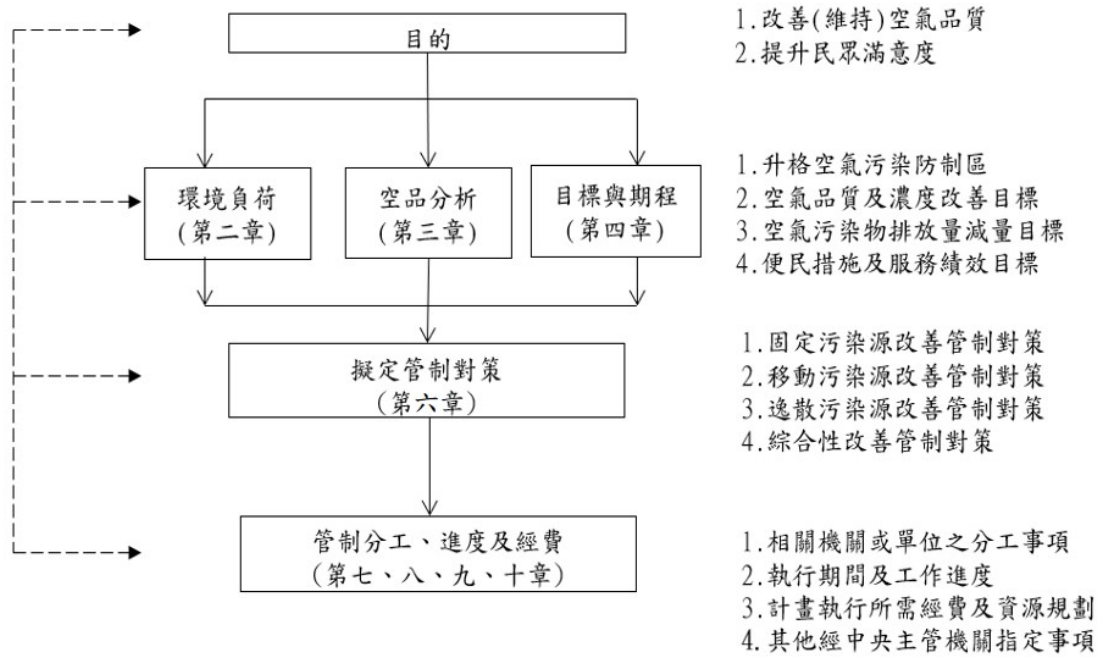 目的
1.改善(維持)空氣品質
2.提升民眾滿意度
環境負荷
(第二章)
空品分析
(第三章)
目標與期程
(第四章)
1.升格空氣污染防制區
2.空氣品質及濃度改善目標
3.空氣污染物排放量減量目標
4.便民措施及服務績效目標
擬定管制對策
(第六章)
1.固定污染源改善管制對策
2.移動污染源改善管制對策
3.逸散污染源改善管制對策
4.綜合性改善管制對策
管制分工、進度及經費
(第七、八、九、十章)
1.相關機關或單位之分工事項
2.執行期間及工作進度
3.計畫執行所需經費及資源規劃
4.其他經中央主管機關指定事項